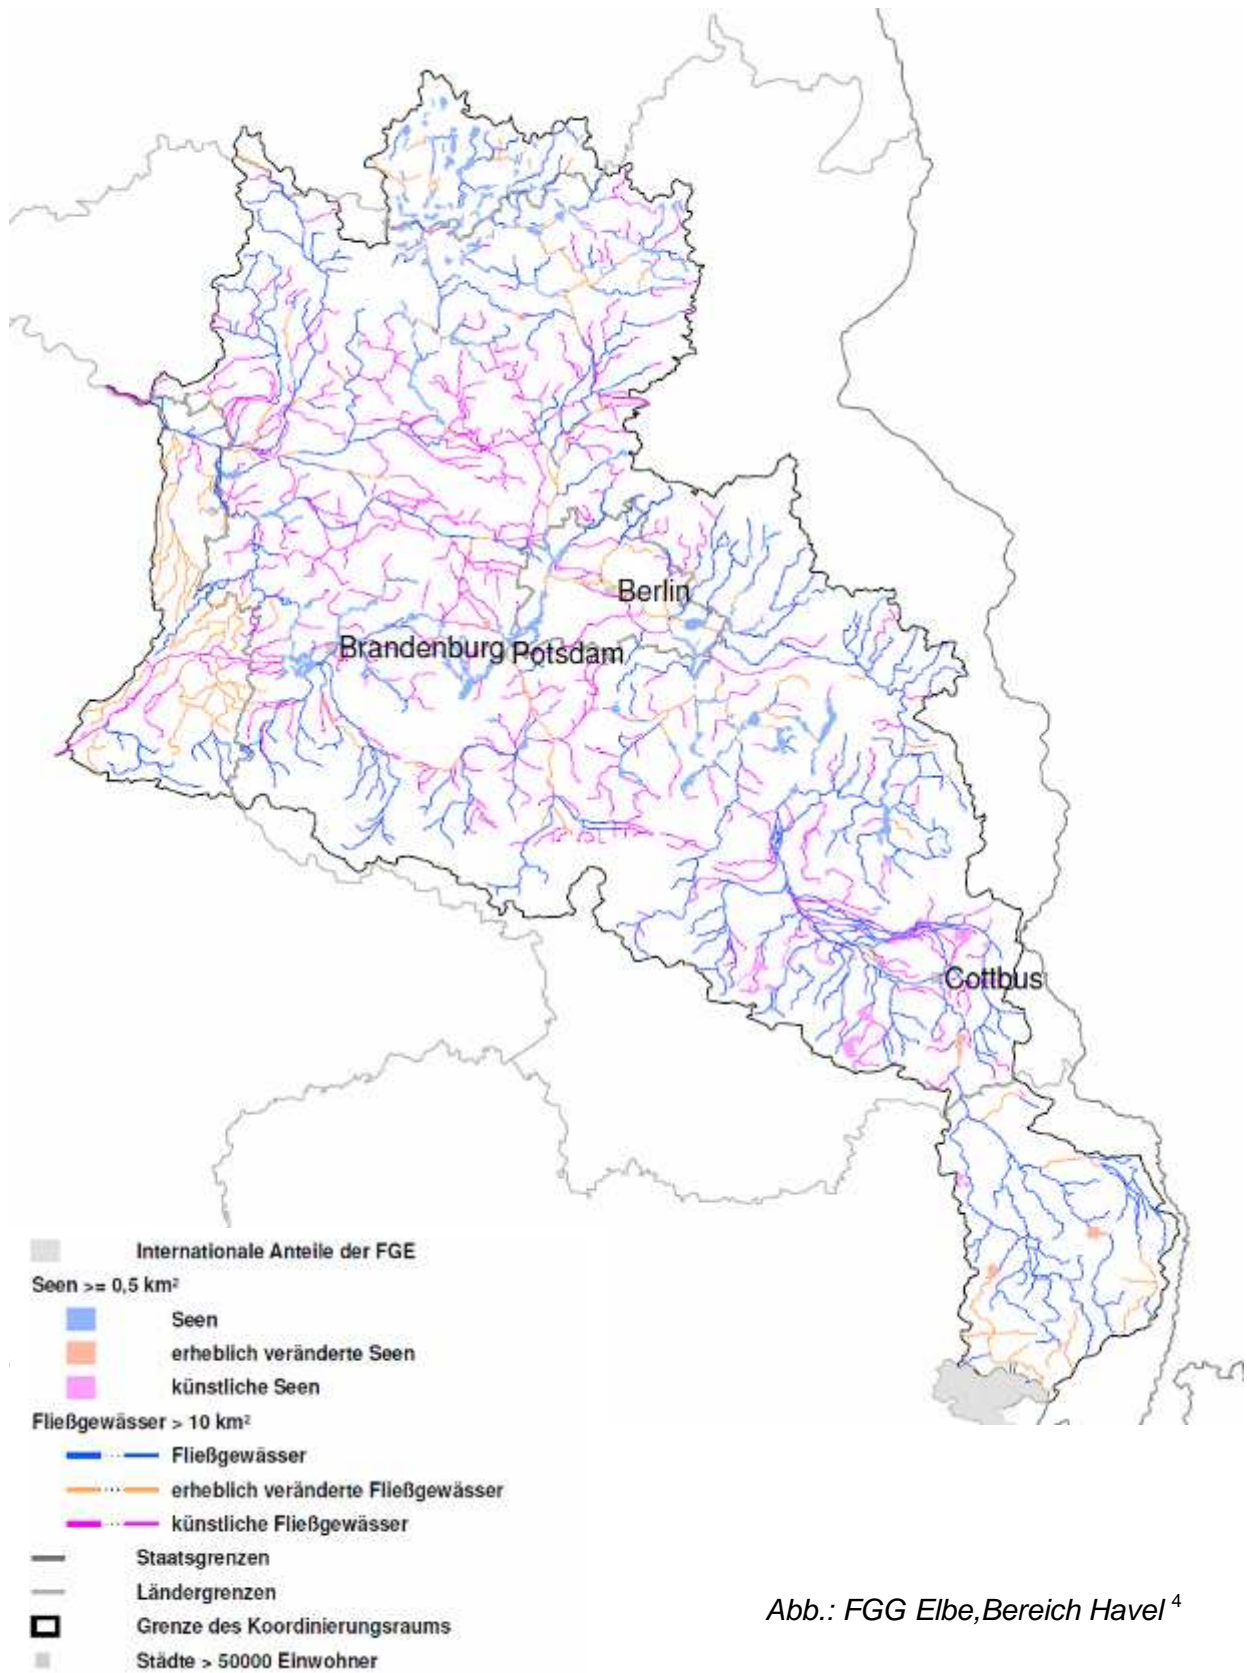 Berlin
Brandenburg Potsdam
Cottbus
Internationale Anteile der FGE
Seen >= 0,5 km²
Seen
erheblich veränderte Seen
künstliche Seen
Fließgewässer > 10 km²
Fließgewässer
erheblich veränderte Fließgewässer
künstliche Fließgewässer
Staatsgrenzen
Ländergrenzen
Grenze des Koordinierungsraums
Städte > 50000 Einwohner
Abb.: FGG Elbe,Bereich Havel ⁴